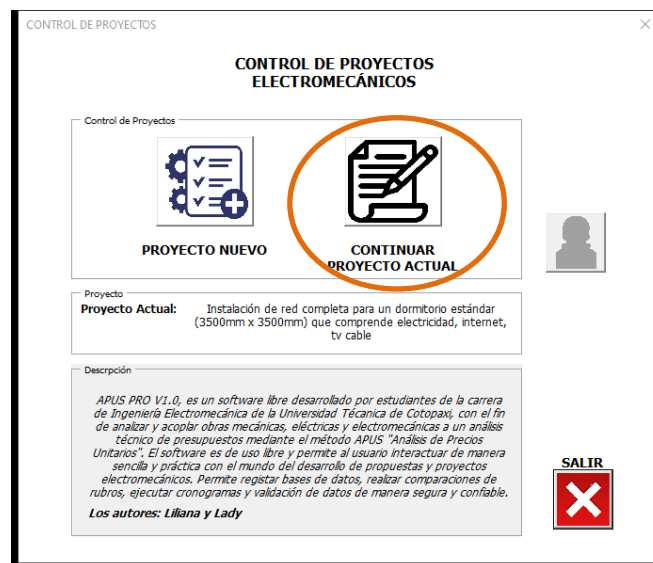 CONTROL DE PROYECTOS
CONTROL DE PROYECTOS
ELECTROMECÁNICOS
Control de Proyectos
PROYECTO NUEVO
CONTINUAR
PROYECTO ACTUAL
Proyecto
Proyecto Actual: Instalación de red completa para un dormitorio estándar
(3500mm x 3500mm) que comprende electricidad, internet,
tv cable
Descrpción
APUS PRO V1.0, es un software libre desarrollado por estudiantes de la carrera
de Ingeniería Electromecánica de la Universidad Técanica de Cotopaxi, con el fin
de analizar y acoplar obras mecánicas, eléctricas y electromecánicas a un análisis
técnico de presupuestos mediante el método APUS "Análisis de Precios
Unitarios". El software es de uso libre y permite al usuario interactuar de manera
sencilla y práctica con el mundo del desarollo de propuestas y proyectos
electromecánicos. Permite registar bases de datos, realizar comparaciones de
rubros, ejecutar cronogramas y validación de datos de manera segura y confiable.
Los autores: Liliana y Lady
SALIR